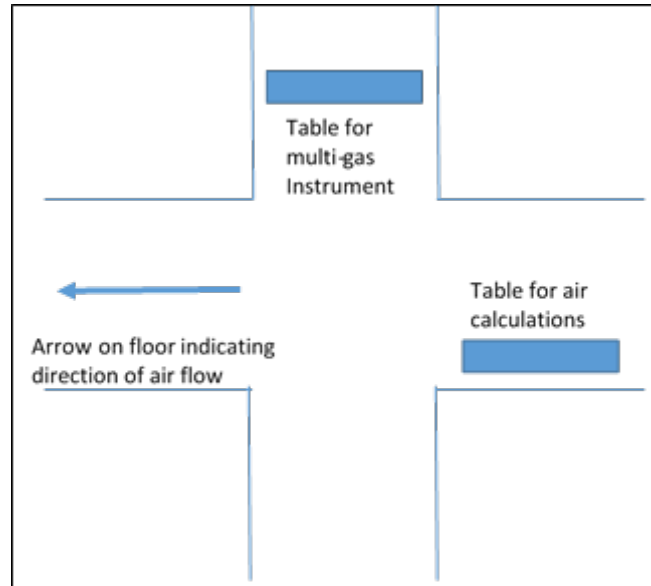 Table for
multi-gas
Instrument
Table for air
calculations
Arrow on floor indicating
direction of air flow